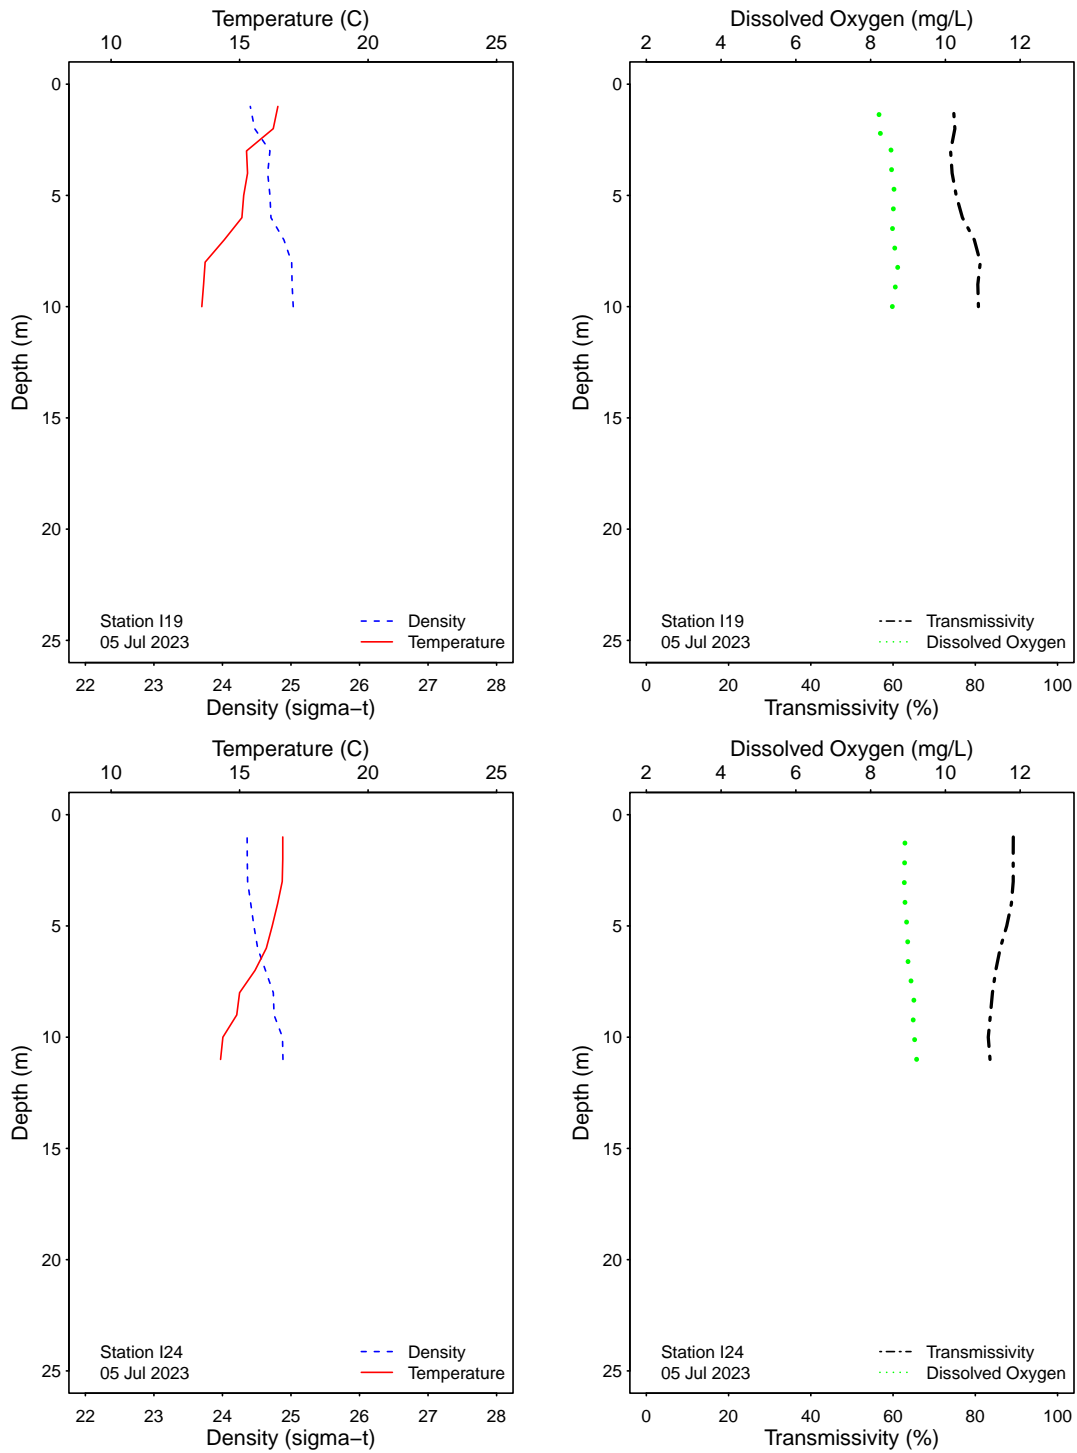 Temperature (C)
10 15 20 25
0
5
10
15
20
25
Depth (m)
Station I19
05 Jul 2023
Density
Temperature
22 23 24 25 26 27 28
Density (sigma−t)
Dissolved Oxygen (mg/L)
2 4 6 8 10 12
0
5
10
15
20
25
Depth (m)
Station I19
05 Jul 2023
Transmissivity
Dissolved Oxygen
0 20 40 60 80 100
Transmissivity (%)
Temperature (C)
10 15 20 25
0
5
10
15
20
25
Depth (m)
Station I24
05 Jul 2023
Density
Temperature
22 23 24 25 26 27 28
Density (sigma−t)
Dissolved Oxygen (mg/L)
2 4 6 8 10 12
0
5
10
15
20
25
Depth (m)
Station I24
05 Jul 2023
Transmissivity
Dissolved Oxygen
0 20 40 60 80 100
Transmissivity (%)